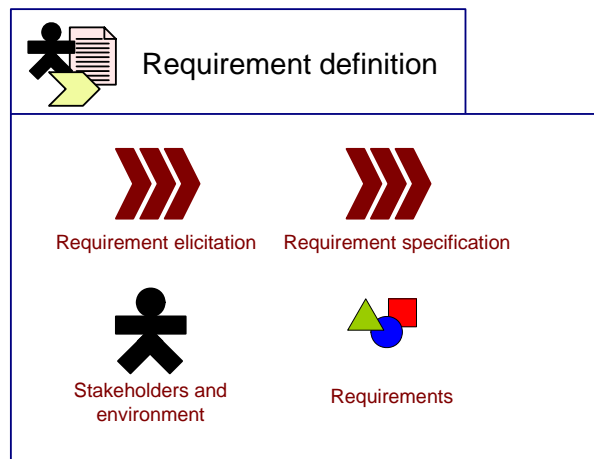 Requirement definition
Requirement elicitation
Requirement specification
Stakeholders and
environment
Requirements